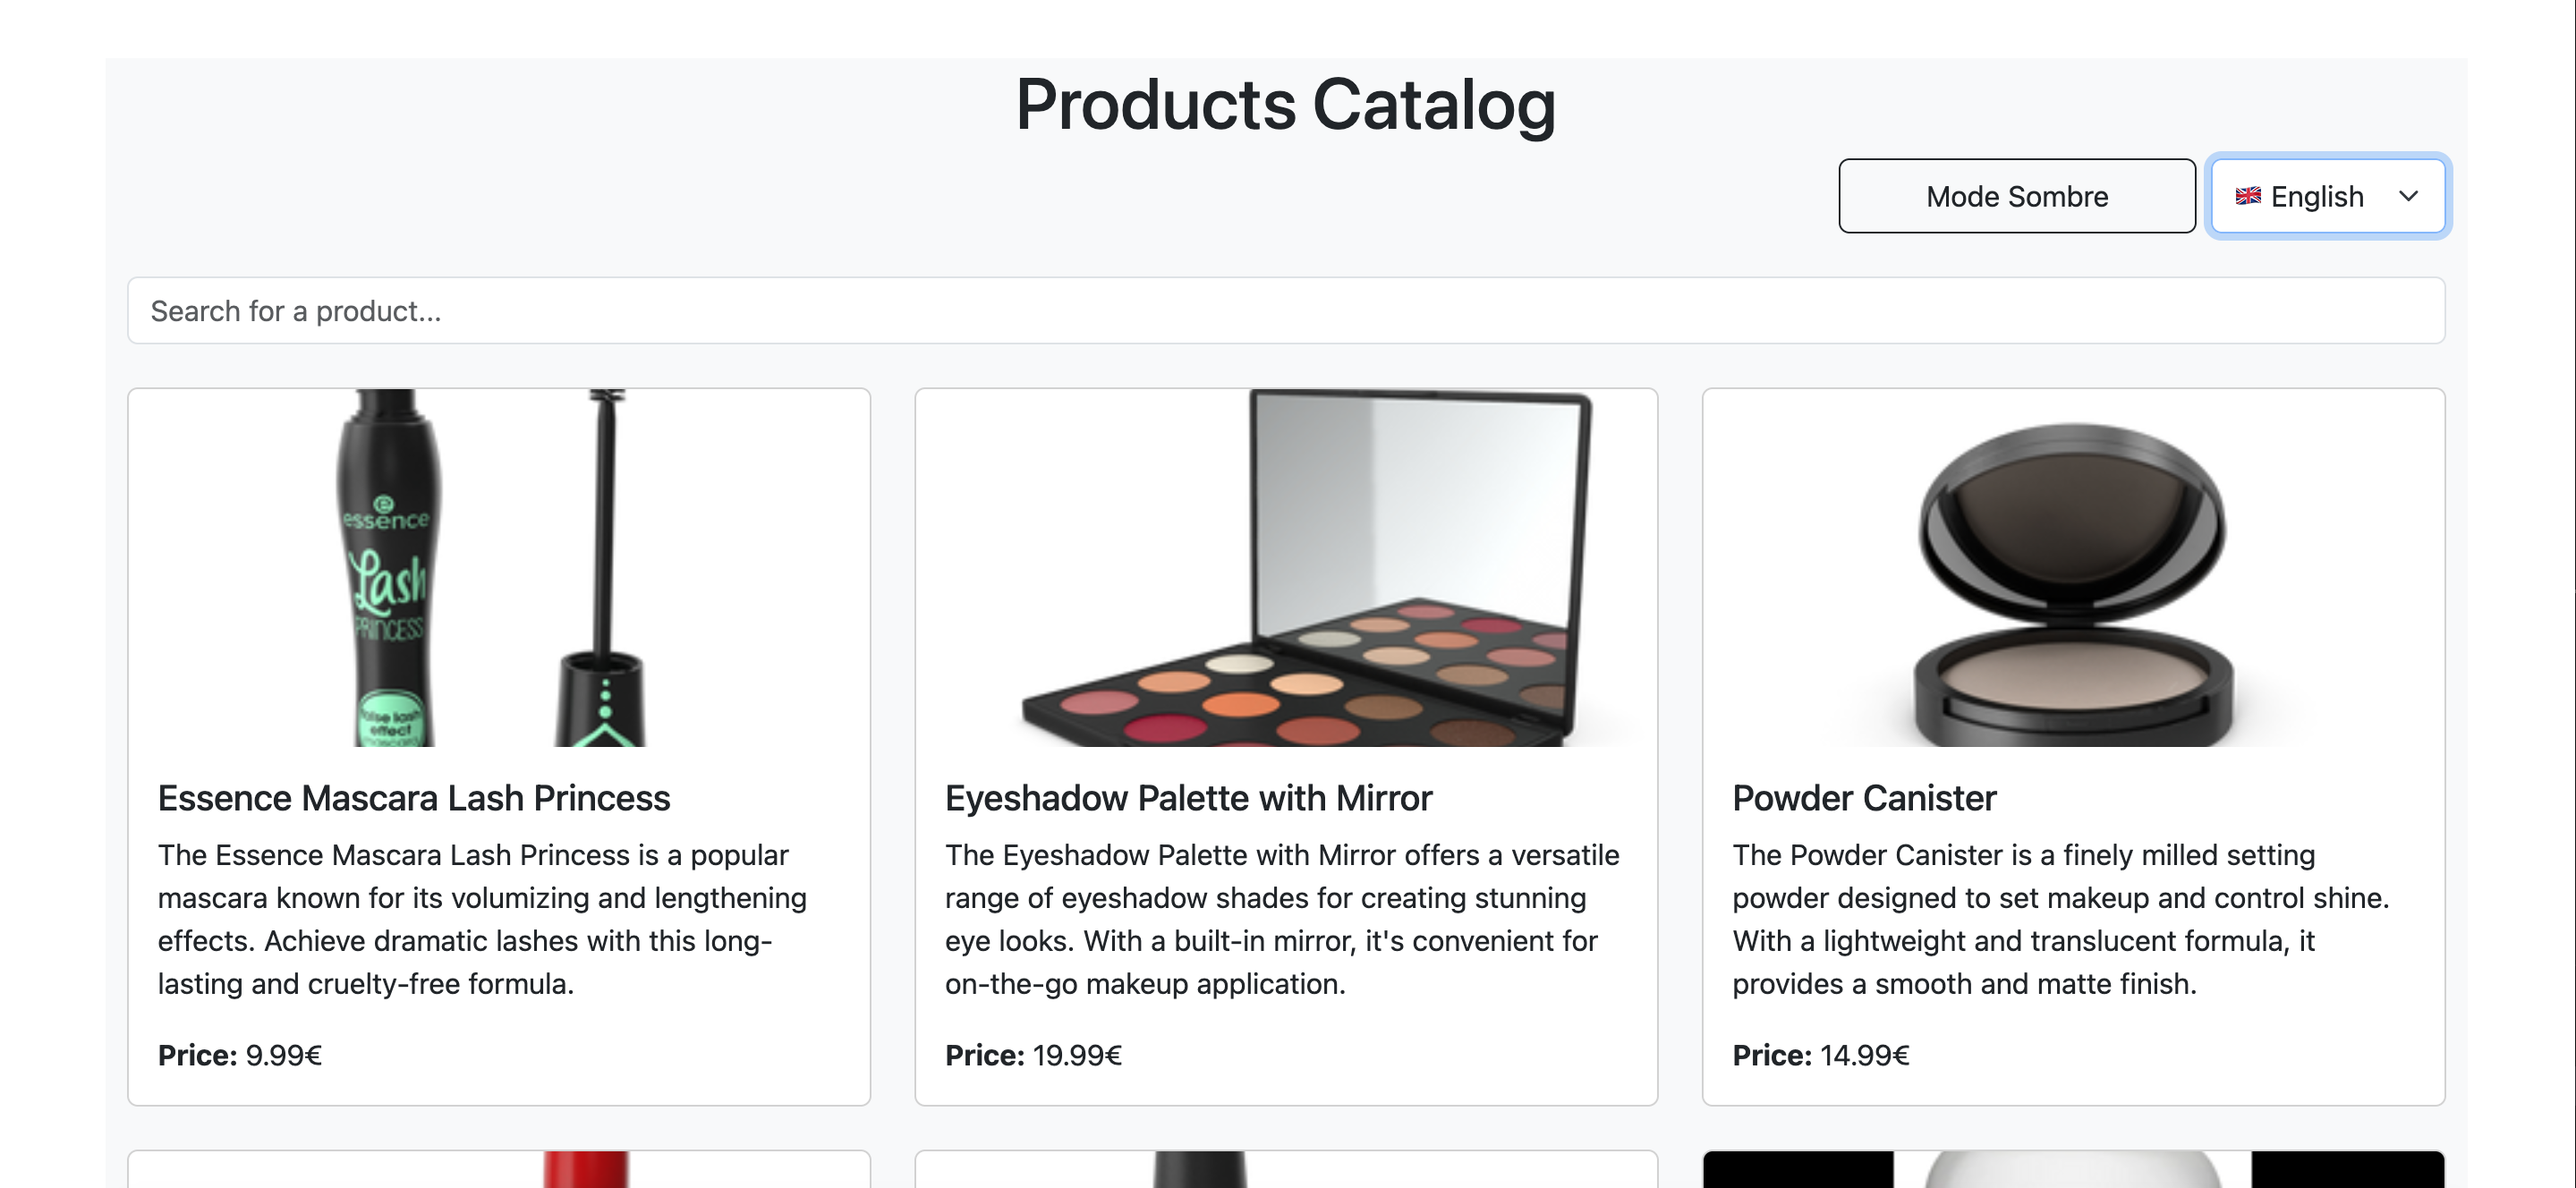 Products Catalog
Mode Sombre
English
Search for a product...
essence
Lash
PRINCESS
false lash
effect
mascara
Essence Mascara Lash Princess
The Essence Mascara Lash Princess is a popular
mascara known for its volumizing and lengthening
effects. Achieve dramatic lashes with this long-
lasting and cruelty-free formula.
Price: 9.99€
Eyeshadow Palette with Mirror
The Eyeshadow Palette with Mirror offers a versatile
range of eyeshadow shades for creating stunning
eye looks. With a built-in mirror, it's convenient for
on-the-go makeup application.
Price: 19.99€
Powder Canister
The Powder Canister is a finely milled setting
powder designed to set makeup and control shine.
With a lightweight and translucent formula, it
provides a smooth and matte finish.
Price: 14.99€